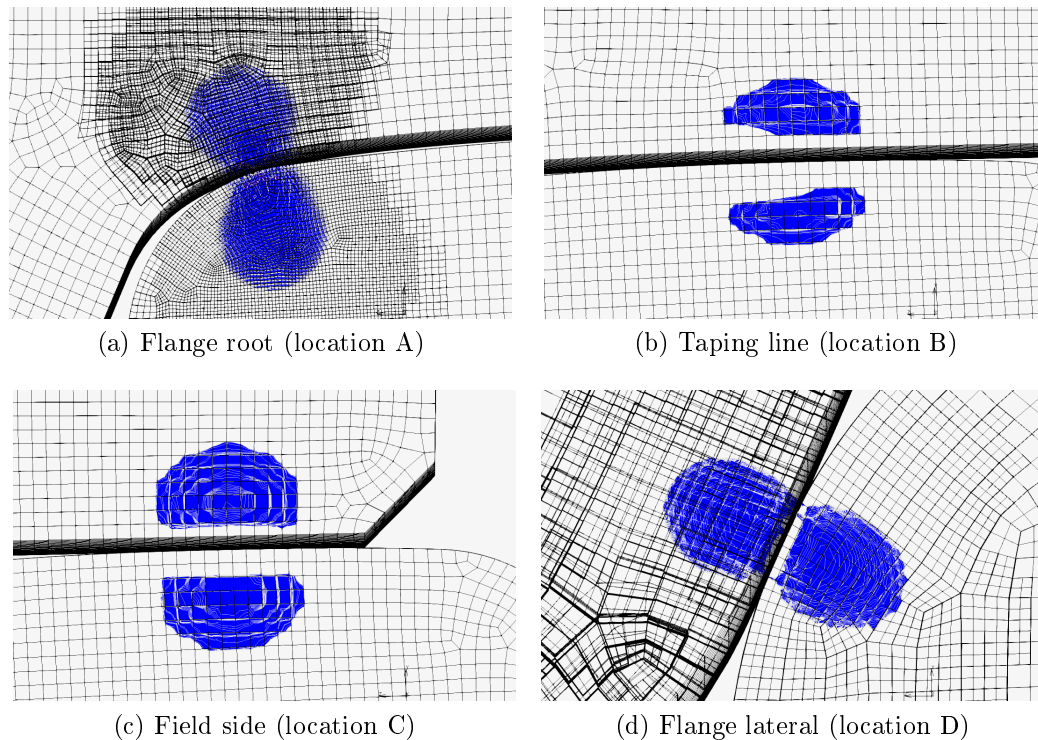 (a) Flange root (location A)
(b) Taping line (location B)
(c) Field side (location C)
(d) Flange lateral (location D)